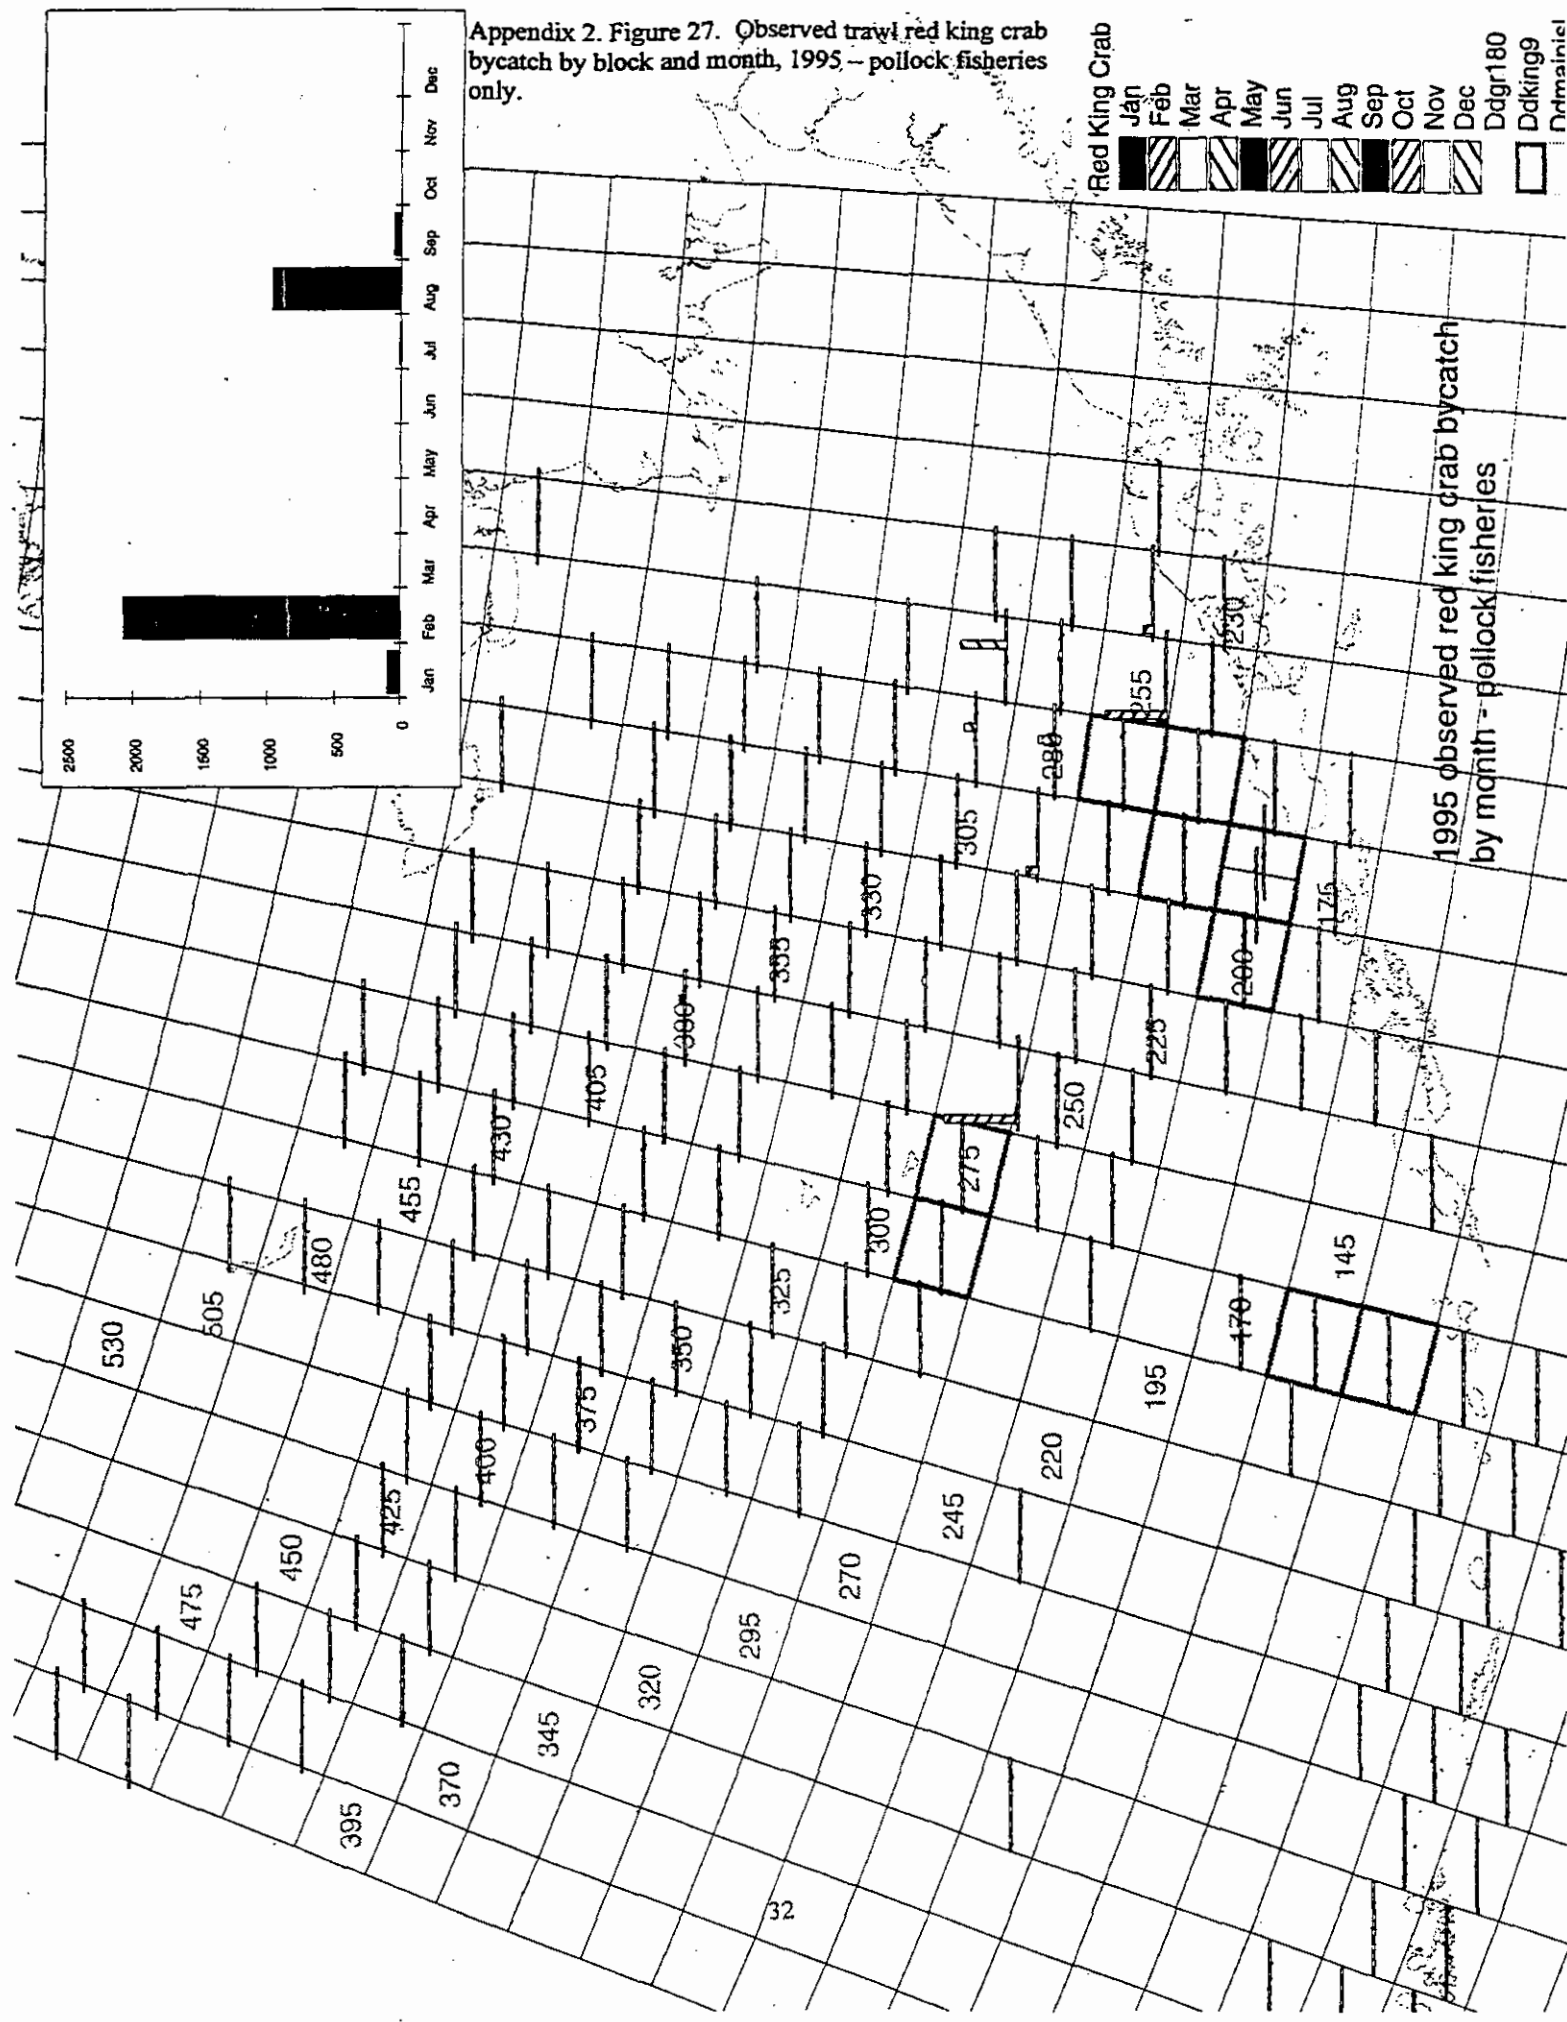 Appendix 2. Figure 27. Observed trawl red king crab
bycatch by block and month, 1995 – pollock fisheries
only.
2500
2000
1500
1000
500
0
Jan
Feb
Mar
Apr
May
Jun
Jul
Aug
Sep
Oct
Nov
Dec
Red King Crab
Jan
Feb
Mar
Apr
May
Jun
Jul
Aug
Sep
Oct
Nov
Dec
Ddgr180
Ddking9
1995 observed red king crab bycatch
by month - pollock fisheries
230
255
280
305
330
355
380
405
430
455
480
505
530
175
200
225
250
275
300
325
350
375
400
425
450
475
145
170
195
220
245
270
295
320
345
370
395
32